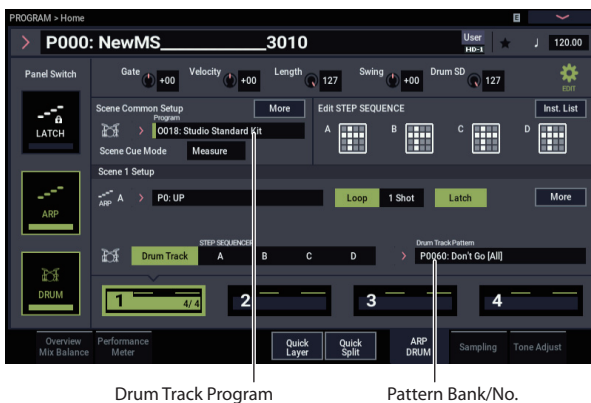 PROGRAM > Home
E
P000: NewMS_____________3010
User
HD-1
♩ 120.00
Panel Switch
Gate +00 Velocity +00 Length 127 Swing +00 Drum SD 127
EDIT
LATCH
Scene Common Setup More Edit STEP SEQUENCE Inst. List
Program
O018: Studio Standard Kit
A B C D
Scene Cue Mode Measure
Scene 1 Setup
ARP
ARP A > P0: UP Loop 1 Shot Latch More
STEP SEQUENCER
Drum Track Pattern
Drum Track A B C D > P0060: Don't Go [All]
DRUM
1 4/4 2 3 4
Overview Mix Balance
Performance Meter
Quick Layer
Quick Split
ARP DRUM
Sampling
Tone Adjust
Drum Track Program Pattern Bank/No.